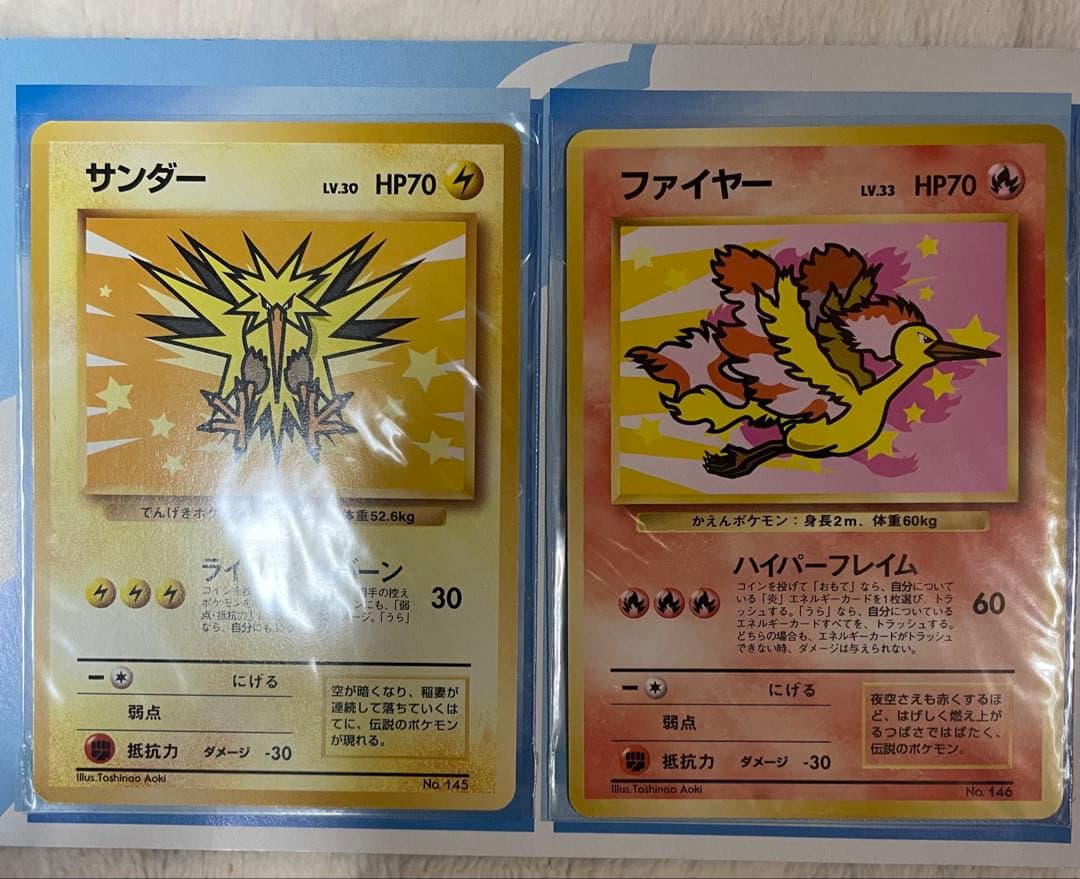 サンダー LV.30 HP70
でんげきポケ 体重52.6kg
ライ ーン 30
コインを 相手の控え
ポケモンを にも、「弱
点・抵抗力 ージ。「うら」
なら、自分にも
にげる
弱点
抵抗力 ダメージ -30
空が暗くなり、稲妻が
連続して落ちていくは
てに、伝説のポケモン
が現れる。
Illus.Toshinao Aoki
No. 145
ファイヤー LV.33 HP70
かえんポケモン：身長2m、体重60kg
ハイパーフレイム 60
コインを投げて「おもて」なら、自分につい
ている「炎」エネルギーカードを1枚選び、トラ
ッシュする。「うら」なら、自分についている
エネルギーカードすべてを、トラッシュする。
どちらの場合も、エネルギーカードがトラッシュ
できない時、ダメージは与えられない。
にげる
弱点
抵抗力 ダメージ -30
夜空さえも赤くするほ
ど、はげしく燃え上が
るつばさではばたく、
伝説のポケモン。
Illus.Toshinao Aoki
No. 146